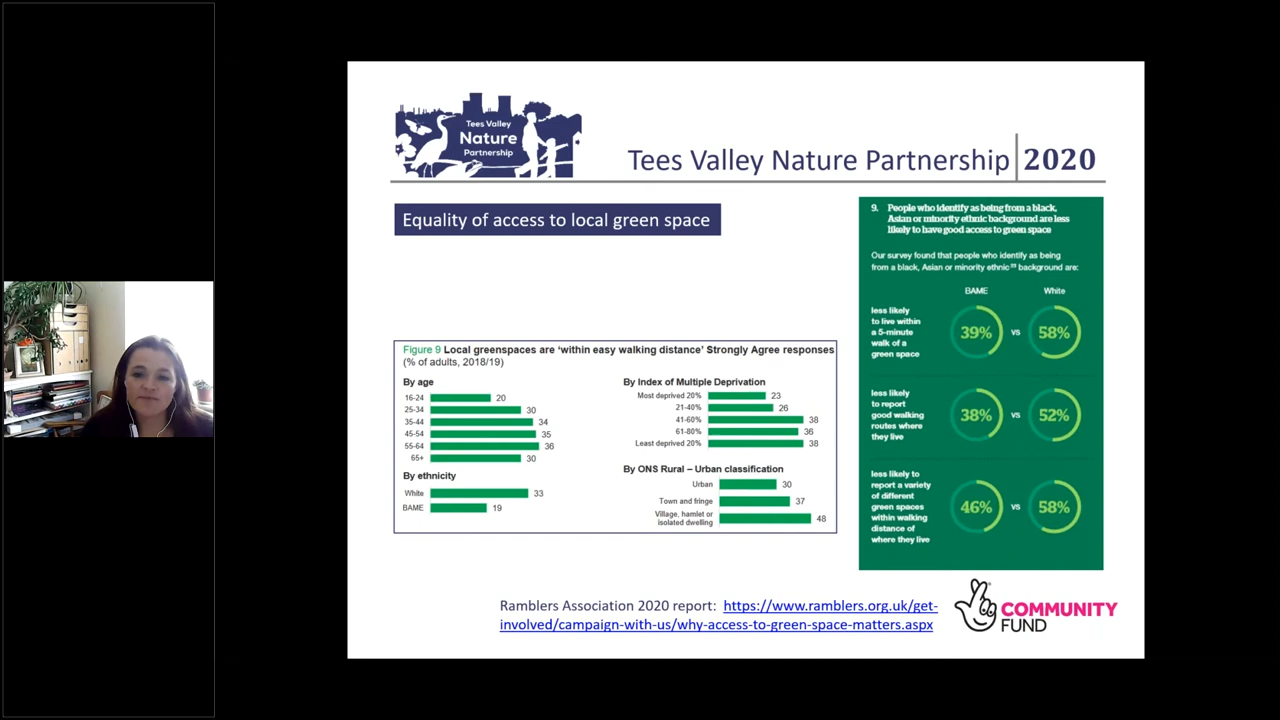 Tees Valley
Nature
Partnership
Tees Valley Nature Partnership 2020
Equality of access to local green space
Figure 9 Local greenspaces are ‘within easy walking distance’ Strongly Agree responses
(% of adults, 2018/19)
By age
16-24 20
25-34 30
35-44 34
45-54 35
55-64 36
65+ 30
By ethnicity
White 33
BAME 19
By Index of Multiple Deprivation
Most deprived 20% 23
21-40% 26
41-60% 38
61-80% 36
Least deprived 20% 38
By ONS Rural – Urban classification
Urban 30
Town and fringe 37
Village, hamlet or
isolated dwelling 48
9. People who identify as being from a black,
Asian or minority ethnic background are less
likely to have good access to green space
Our survey found that people who identify as being
from a black, Asian or minority ethnic background are:
BAME White
less likely
to live within
a 5-minute
walk of a
green space
39% vs 58%
less likely
to report
good walking
routes where
they live
38% vs 52%
less likely to
report a variety
of different
green spaces
within walking
distance of
where they live
46% vs 58%
Ramblers Association 2020 report: https://www.ramblers.org.uk/get-
involved/campaign-with-us/why-access-to-green-space-matters.aspx
COMMUNITY
FUND